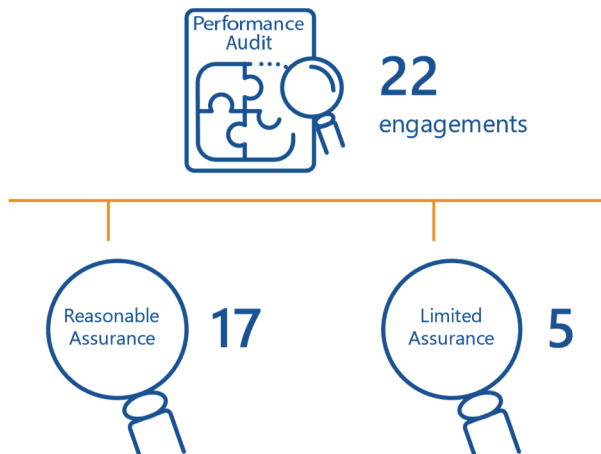 Performance
Audit
22
engagements
Reasonable
Assurance
17
Limited
Assurance
5